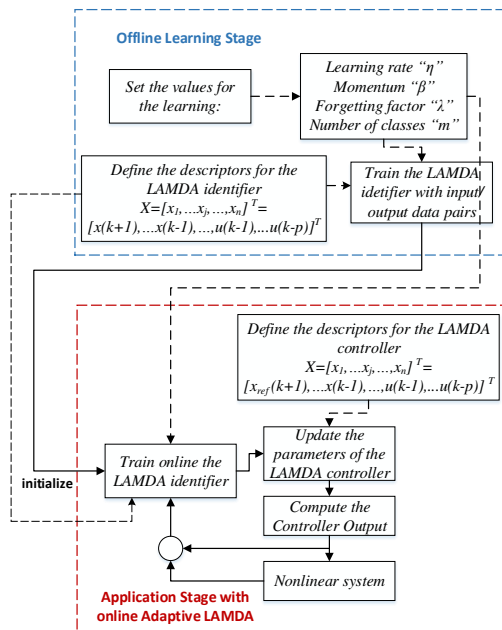 Offline Learning Stage
Set the values for
the learning:
Learning rate “η”
Momentum “β”
Forgetting factor “λ”
Number of classes “m”
Define the descriptors for the
LAMDA identifier
X=[x₁,...xⱼ,...,xₙ] ᵀ=
[x(k+1),...x(k-1),...,u(k-1),...u(k-p)]ᵀ
Train the LAMDA
idetifier with input/
output data pairs
Define the descriptors for the LAMDA
controller
X=[x₁,...xⱼ,...,xₙ] ᵀ=
[x_ref(k+1),...x(k-1),...,u(k-1),...u(k-p)] ᵀ
Train online the
LAMDA identifier
initialize
Update the
parameters of the
LAMDA controller
Compute the
Controller Output
Nonlinear system
Application Stage with
online Adaptive LAMDA